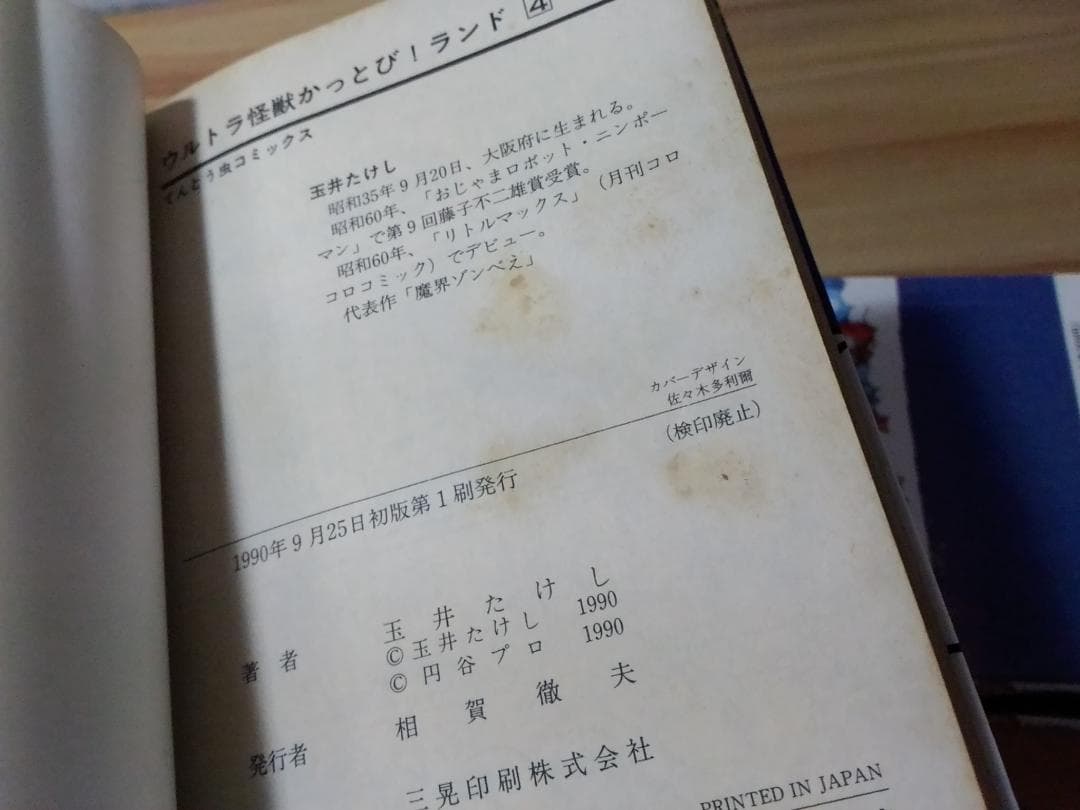 ウルトラ怪獣かっとび！ランド 4
てんとう虫コミックス
玉井たけし
昭和35年9月20日、大阪府に生まれる。
昭和60年、「おじゃまロボット・ニンポー
マン」で第9回藤子不二雄賞受賞。
昭和60年、「リトルマックス」（月刊コロ
コロコミック）でデビュー。
代表作「魔界ゾンべえ」
カバーデザイン
佐々木多利爾
（検印廃止）
1990年9月25日初版第1刷発行
著者 玉井たけし
©玉井たけし 1990
©円谷プロ 1990
発行者 相賀徹夫
三晃印刷株式会社
PRINTED IN JAPAN